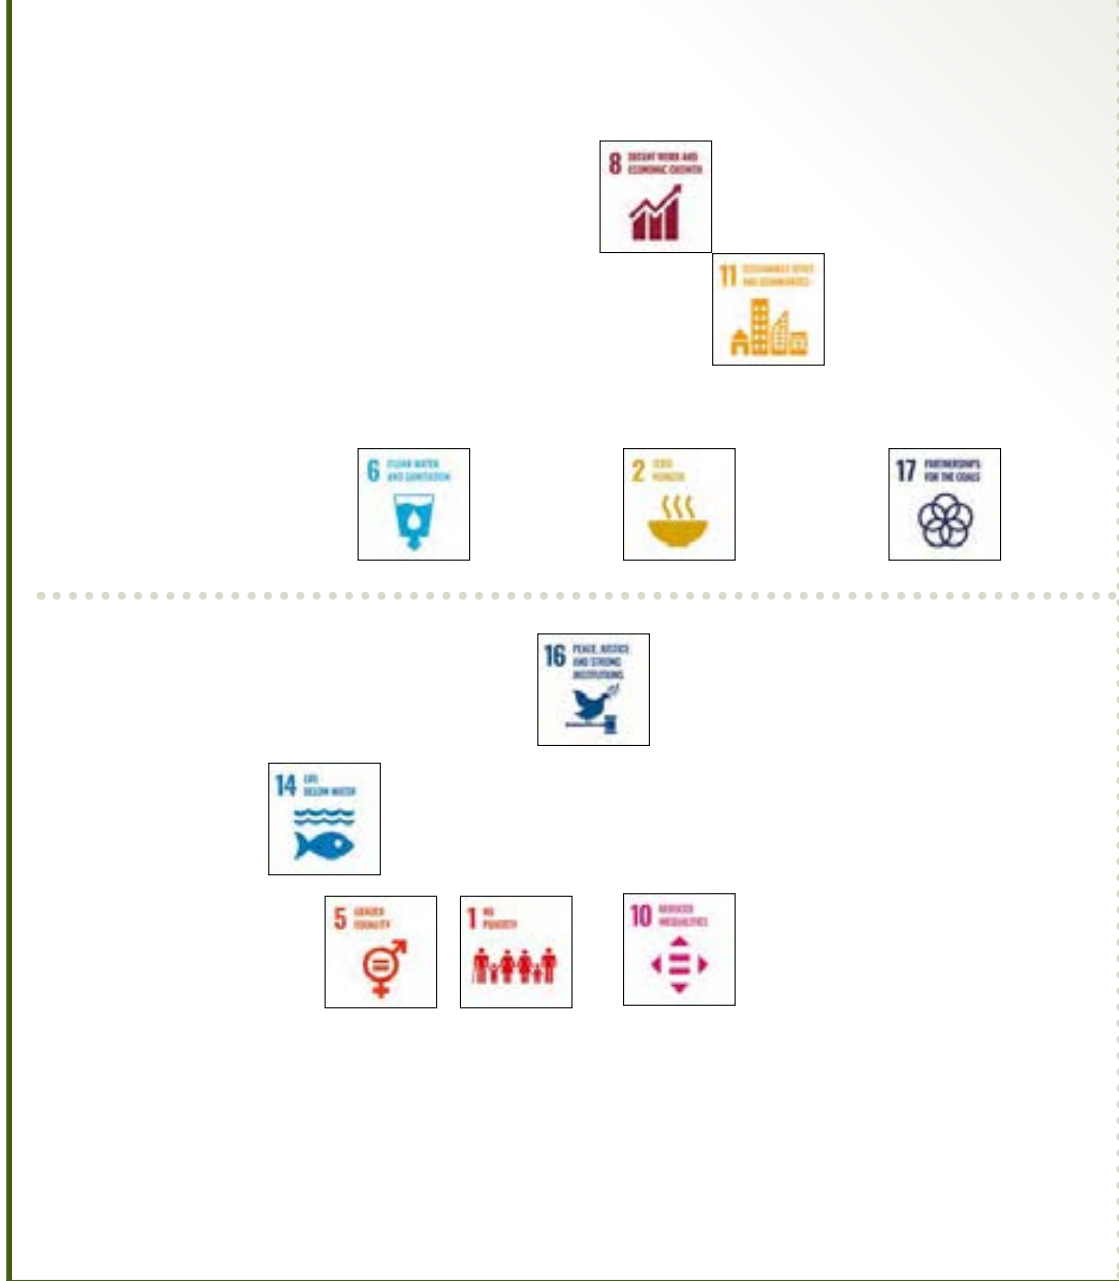 8 DECENT WORK AND
ECONOMIC GROWTH
11 SUSTAINABLE CITIES
AND COMMUNITIES
6 CLEAN WATER
AND SANITATION
2 ZERO
HUNGER
17 PARTNERSHIPS
FOR THE GOALS
16 PEACE, JUSTICE
AND STRONG
INSTITUTIONS
14 LIFE
BELOW WATER
5 GENDER
EQUALITY
1 NO
POVERTY
10 REDUCED
INEQUALITIES